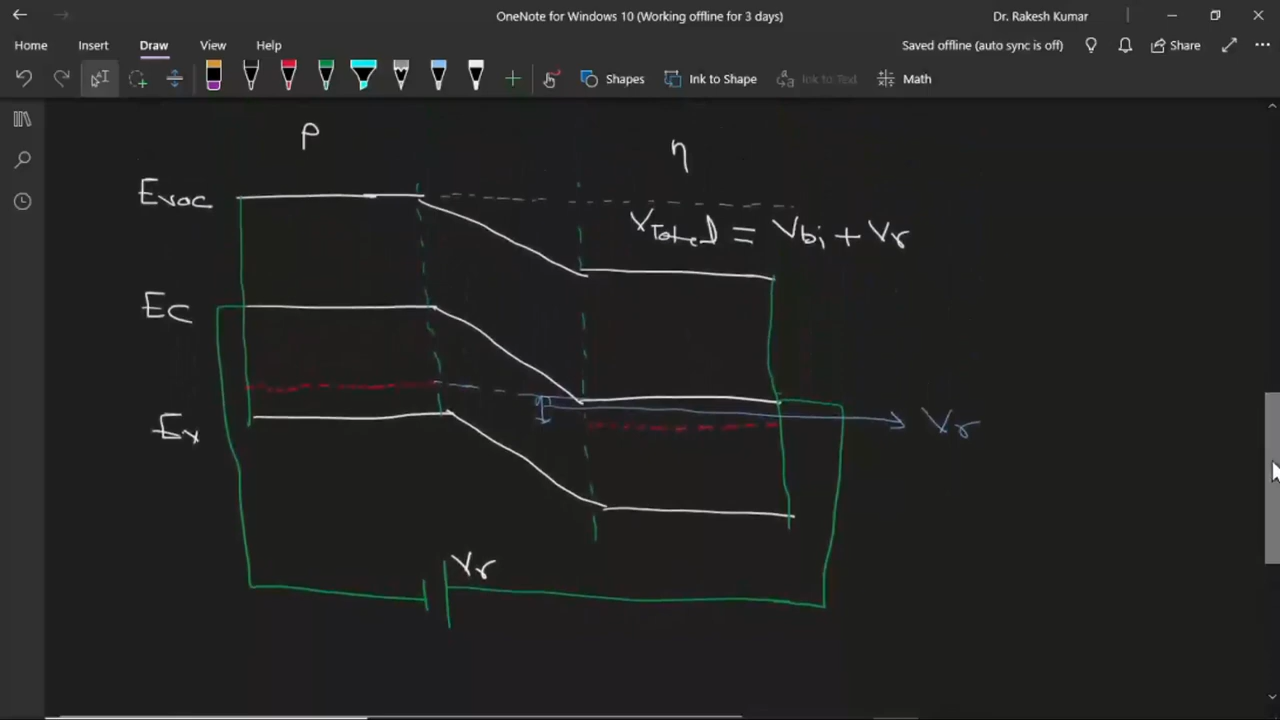 OneNote for Windows 10 (Working offline for 3 days)
Dr. Rakesh Kumar
Home Insert Draw View Help
Saved offline (auto sync is off)
Share
Shapes
Ink to Shape
Ink to Text
Math
P
η
Evac
VTotal = Vbi + Vr
Ec
Ev
Vr
Vr